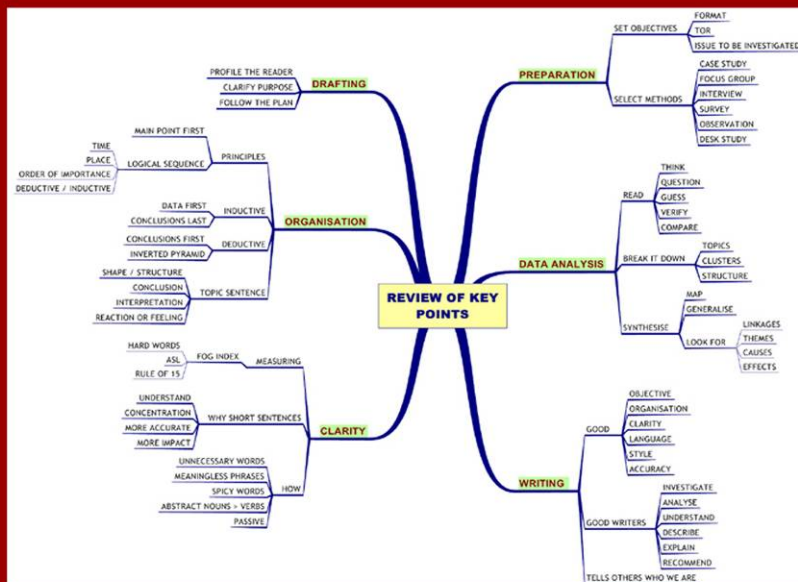 REVIEW OF KEY
POINTS
PREPARATION
SET OBJECTIVES
FORMAT
TOR
ISSUE TO BE INVESTIGATED
SELECT METHODS
CASE STUDY
FOCUS GROUP
INTERVIEW
SURVEY
OBSERVATION
DESK STUDY
DATA ANALYSIS
READ
THINK
QUESTION
GUESS
VERIFY
COMPARE
BREAK IT DOWN
TOPICS
CLUSTERS
STRUCTURE
SYNTHESISE
MAP
GENERALISE
LOOK FOR
LINKAGES
THEMES
CAUSES
EFFECTS
WRITING
GOOD
OBJECTIVE
ORGANISATION
CLARITY
LANGUAGE
STYLE
ACCURACY
GOOD WRITERS
INVESTIGATE
ANALYSE
UNDERSTAND
DESCRIBE
EXPLAIN
RECOMMEND
TELLS OTHERS WHO WE ARE
DRAFTING
PROFILE THE READER
CLARIFY PURPOSE
FOLLOW THE PLAN
ORGANISATION
PRINCIPLES
MAIN POINT FIRST
LOGICAL SEQUENCE
TIME
PLACE
ORDER OF IMPORTANCE
DEDUCTIVE / INDUCTIVE
INDUCTIVE
DATA FIRST
CONCLUSIONS LAST
DEDUCTIVE
CONCLUSIONS FIRST
INVERTED PYRAMID
TOPIC SENTENCE
SHAPE / STRUCTURE
CONCLUSION
INTERPRETATION
REACTION OR FEELING
CLARITY
MEASURING
FOG INDEX
HARD WORDS
ASL
RULE OF 15
WHY SHORT SENTENCES
UNDERSTAND
CONCENTRATION
MORE ACCURATE
MORE IMPACT
HOW
UNNECESSARY WORDS
MEANINGLESS PHRASES
SPICY WORDS
ABSTRACT NOUNS > VERBS
PASSIVE